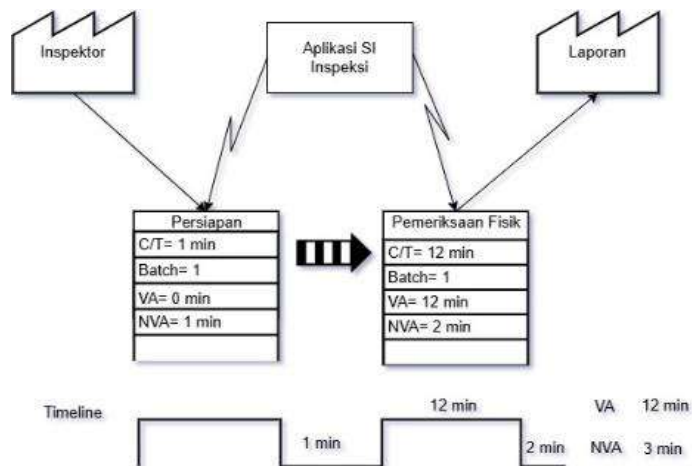 Inspektor
Aplikasi SI
Inspeksi
Laporan
Persiapan
C/T= 1 min
Batch= 1
VA= 0 min
NVA= 1 min
Pemeriksaan Fisik
C/T= 12 min
Batch= 1
VA= 12 min
NVA= 2 min
Timeline
12 min
VA 12 min
1 min
2 min
NVA 3 min